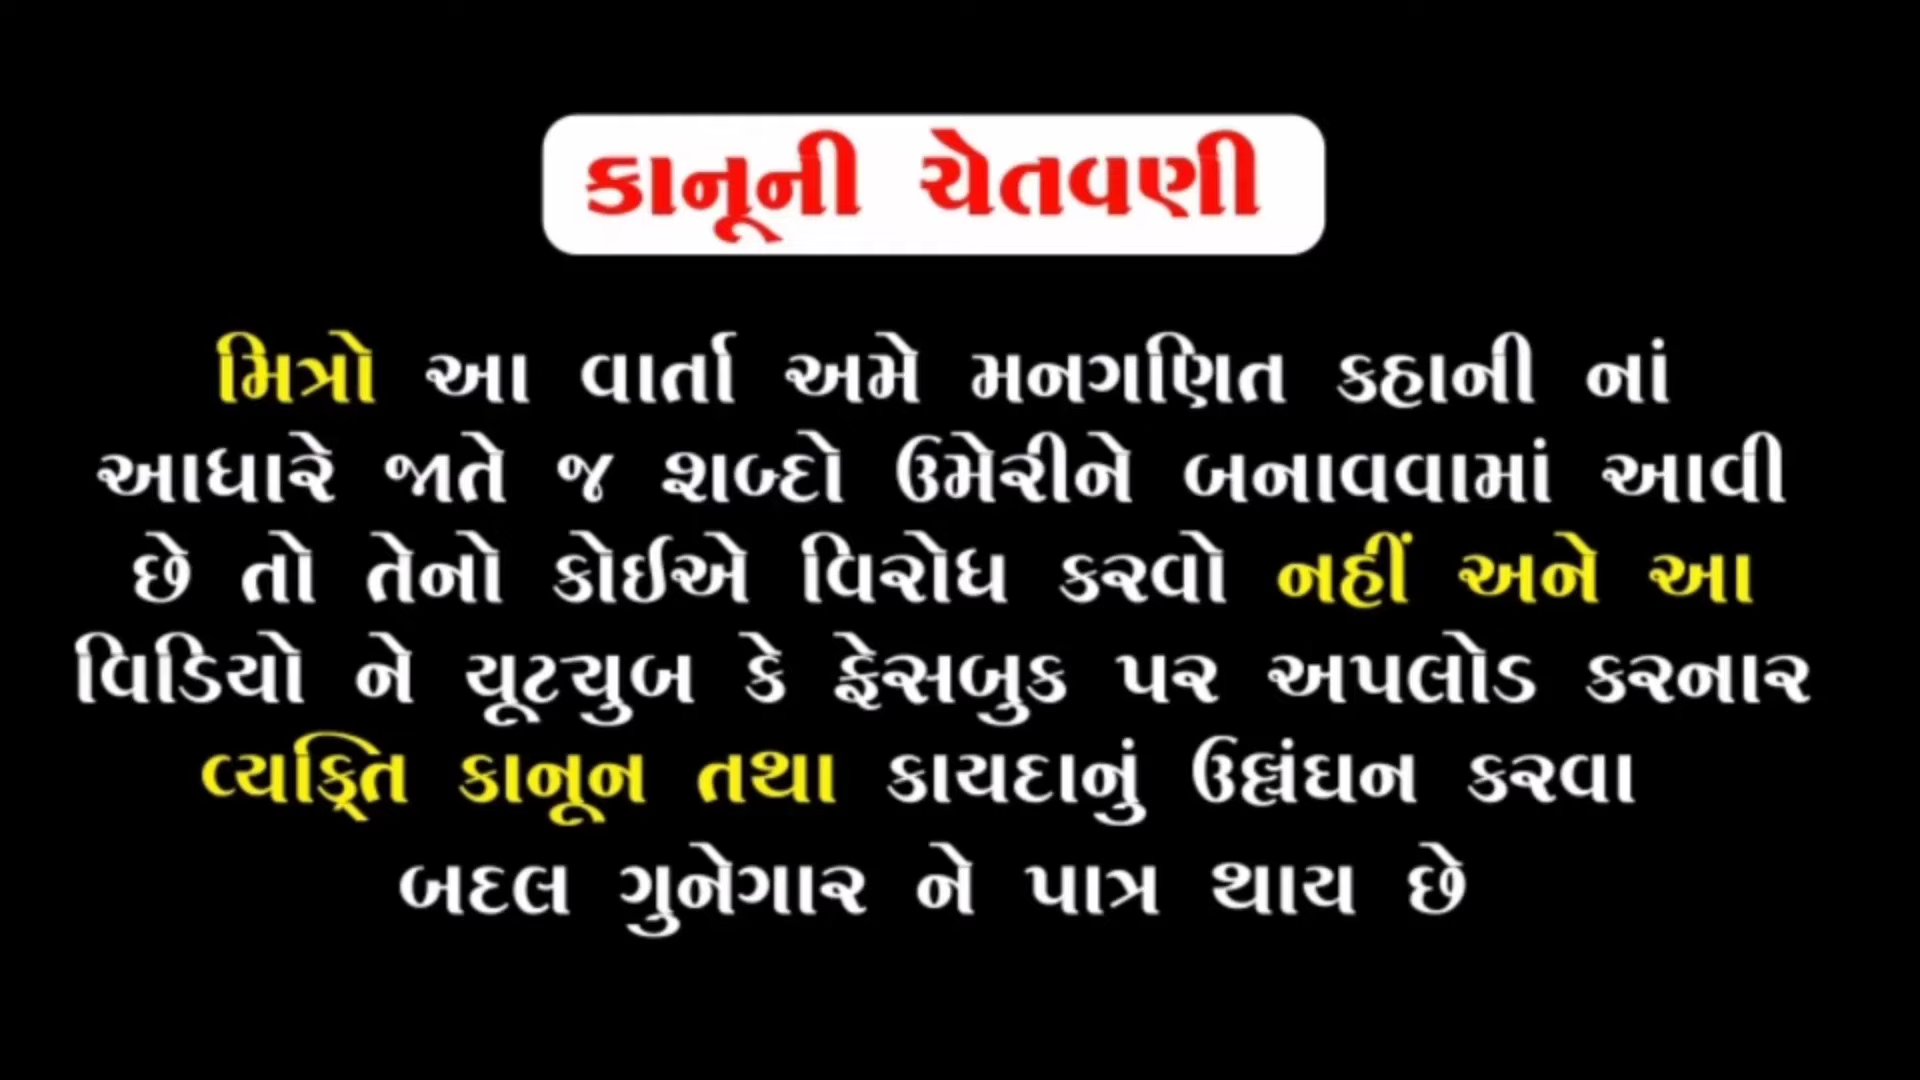 કાનૂની ચેતવણી
મિત્રો આ વાર્તા અમે મનગણિત કહાની નાં
આધારે જાતે જ શબ્દો ઉમેરીને બનાવવામાં આવી
છે તો તેનો કોઈએ વિરોધ કરવો નહીં અને આ
વિડિયો ને યૂટ્યુબ કે ફેસબુક પર અપલોડ કરનાર
વ્યક્તિ કાનૂન તથા કાયદાનું ઉલ્લંઘન કરવા
બદલ ગુનેગાર ને પાત્ર થાય છે